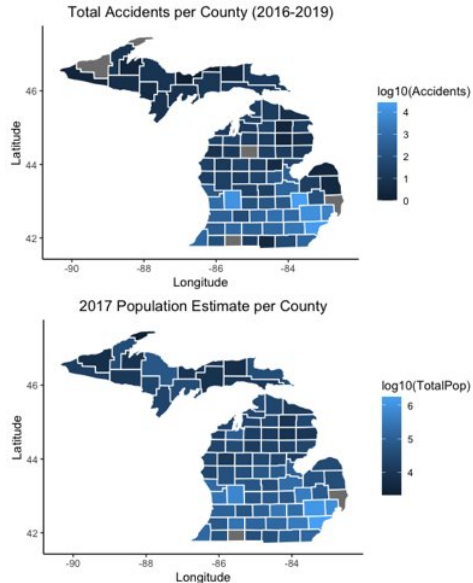 Total Accidents per County (2016-2019)
46
44
42
Latitude
-90 -88 -86 -84
Longitude
log10(Accidents)
4
3
2
1
0
2017 Population Estimate per County
46
44
42
Latitude
-90 -88 -86 -84
Longitude
log10(TotalPop)
6
5
4